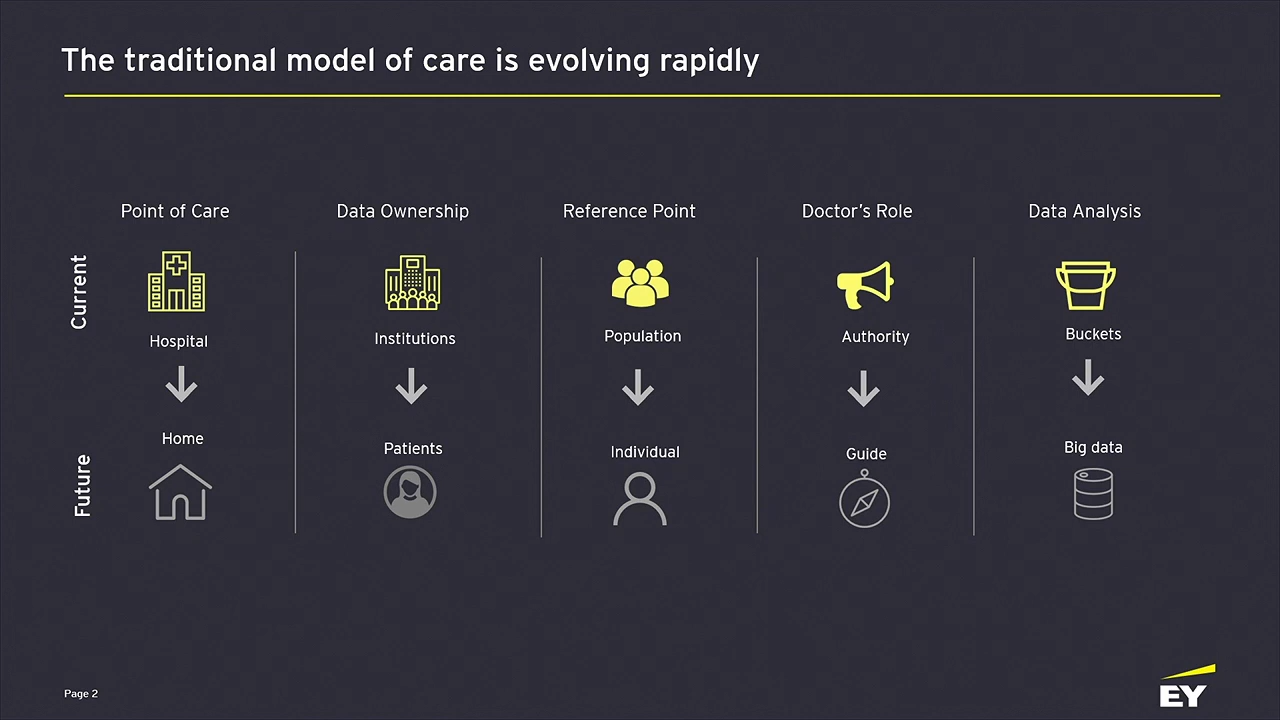 The traditional model of care is evolving rapidly
Point of Care
Data Ownership
Reference Point
Doctor's Role
Data Analysis
Current
Hospital
Institutions
Population
Authority
Buckets
Future
Home
Patients
Individual
Guide
Big data
Page 2
EY